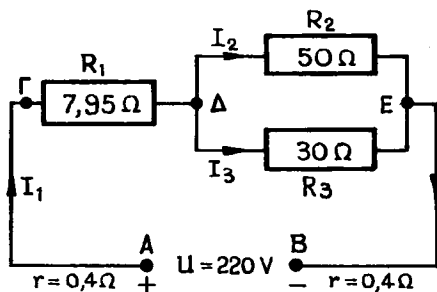 I₂
R₂
50 Ω
R₁
Γ
7,95 Ω
Δ
E
I₃
30 Ω
R₃
I₁
A
U = 220 V
B
r = 0,4 Ω
+
−
r = 0,4 Ω